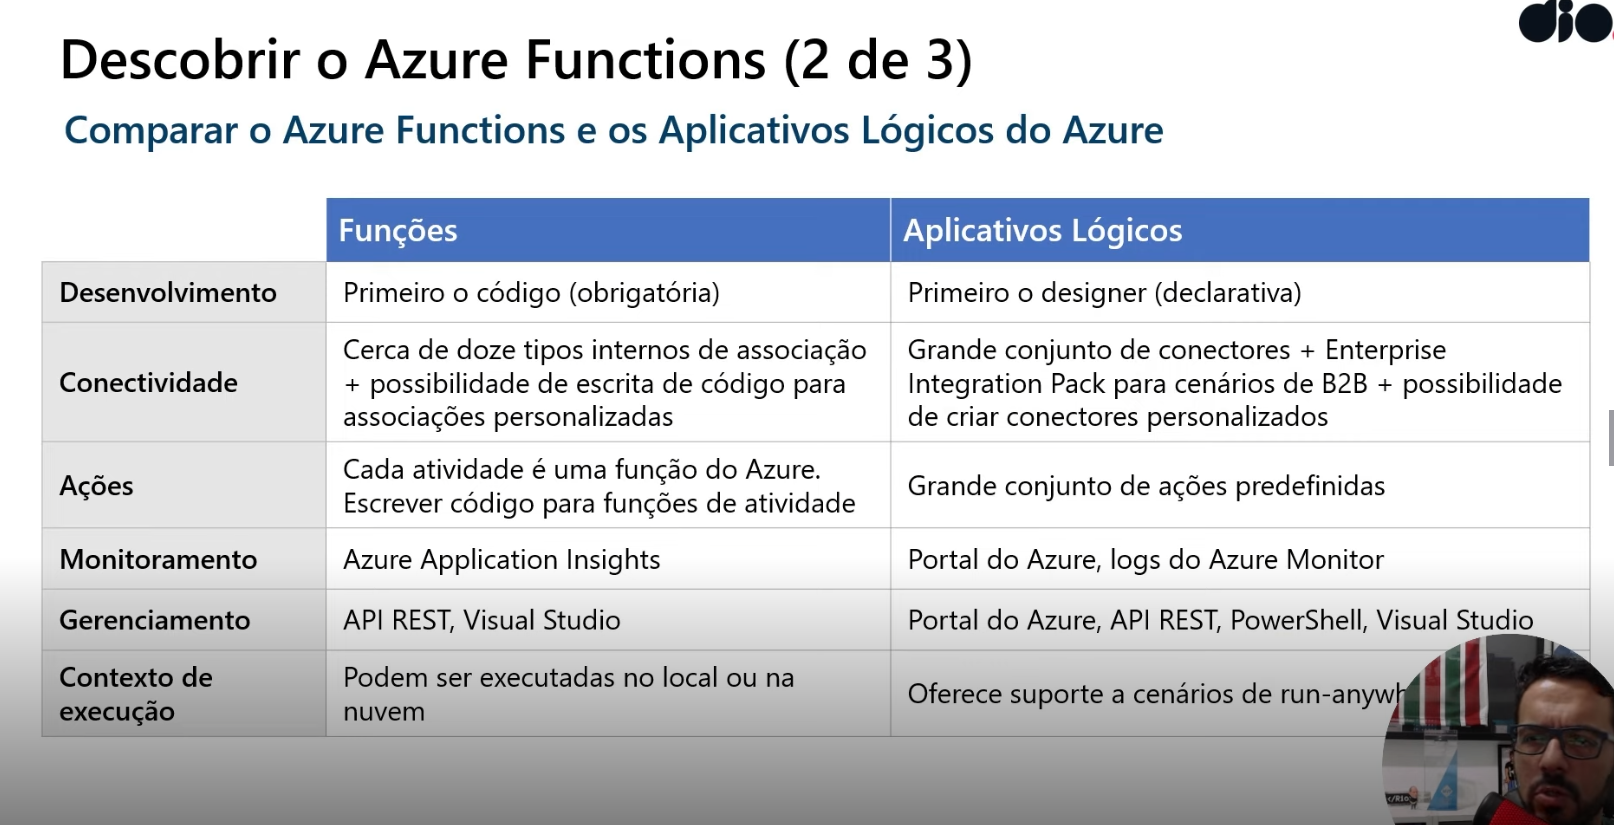 dio
Descobrir o Azure Functions (2 de 3)
Comparar o Azure Functions e os Aplicativos Lógicos do Azure
Funções
Aplicativos Lógicos
Desenvolvimento
Primeiro o código (obrigatória)
Primeiro o designer (declarativa)
Conectividade
Cerca de doze tipos internos de associação
+ possibilidade de escrita de código para
associações personalizadas
Grande conjunto de conectores + Enterprise
Integration Pack para cenários de B2B + possibilidade
de criar conectores personalizados
Ações
Cada atividade é uma função do Azure.
Escrever código para funções de atividade
Grande conjunto de ações predefinidas
Monitoramento
Azure Application Insights
Portal do Azure, logs do Azure Monitor
Gerenciamento
API REST, Visual Studio
Portal do Azure, API REST, PowerShell, Visual Studio
Contexto de
execução
Podem ser executadas no local ou na
nuvem
Oferece suporte a cenários de